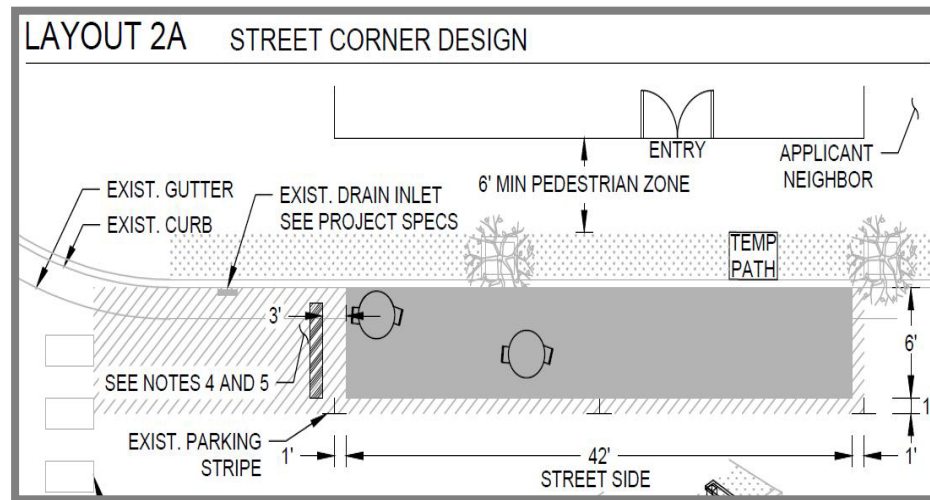 LAYOUT 2A STREET CORNER DESIGN
ENTRY
APPLICANT
NEIGHBOR
6' MIN PEDESTRIAN ZONE
EXIST. GUTTER
EXIST. CURB
EXIST. DRAIN INLET
SEE PROJECT SPECS
TEMP
PATH
3'
6'
SEE NOTES 4 AND 5
1
EXIST. PARKING
STRIPE
1'
42'
1'
STREET SIDE